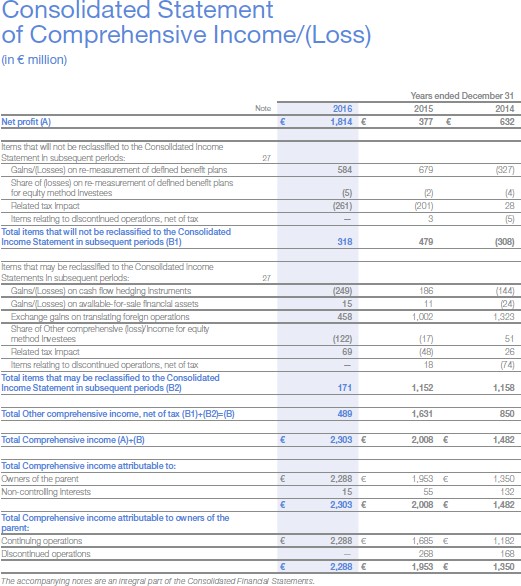 Consolidated Statement
of Comprehensive Income/(Loss)
(in € million)
Years ended December 31
Note 2016 2015 2014
Net profit (A) € 1,814 € 377 € 632
Items that will not be reclassified to the Consolidated Income
Statement in subsequent periods: 27
Gains/(Losses) on re-measurement of defined benefit plans 584 679 (327)
Share of (losses) on re-measurement of defined benefit plans
for equity method investees (5) (2) (4)
Related tax impact (261) (201) 28
Items relating to discontinued operations, net of tax — 3 (5)
Total items that will not be reclassified to the Consolidated
Income Statement in subsequent periods (B1) 318 479 (308)
Items that may be reclassified to the Consolidated Income
Statements in subsequent periods: 27
Gains/(Losses) on cash flow hedging instruments (249) 186 (144)
Gains/(Losses) on available-for-sale financial assets 15 11 (24)
Exchange gains on translating foreign operations 458 1,002 1,323
Share of Other comprehensive (loss)/income for equity
method investees (122) (17) 51
Related tax impact 69 (48) 26
Items relating to discontinued operations, net of tax — 18 (74)
Total items that may be reclassified to the Consolidated
Income Statement in subsequent periods (B2) 171 1,152 1,158
Total Other comprehensive income, net of tax (B1)+(B2)=(B) 489 1,631 850
Total Comprehensive income (A)+(B) € 2,303 € 2,008 € 1,482
Total Comprehensive income attributable to:
Owners of the parent € 2,288 € 1,953 € 1,350
Non-controlling interests 15 55 132
€ 2,303 € 2,008 € 1,482
Total Comprehensive income attributable to owners of the
parent:
Continuing operations € 2,288 € 1,685 € 1,182
Discontinued operations — 268 168
€ 2,288 € 1,953 € 1,350
The accompanying notes are an integral part of the Consolidated Financial Statements.